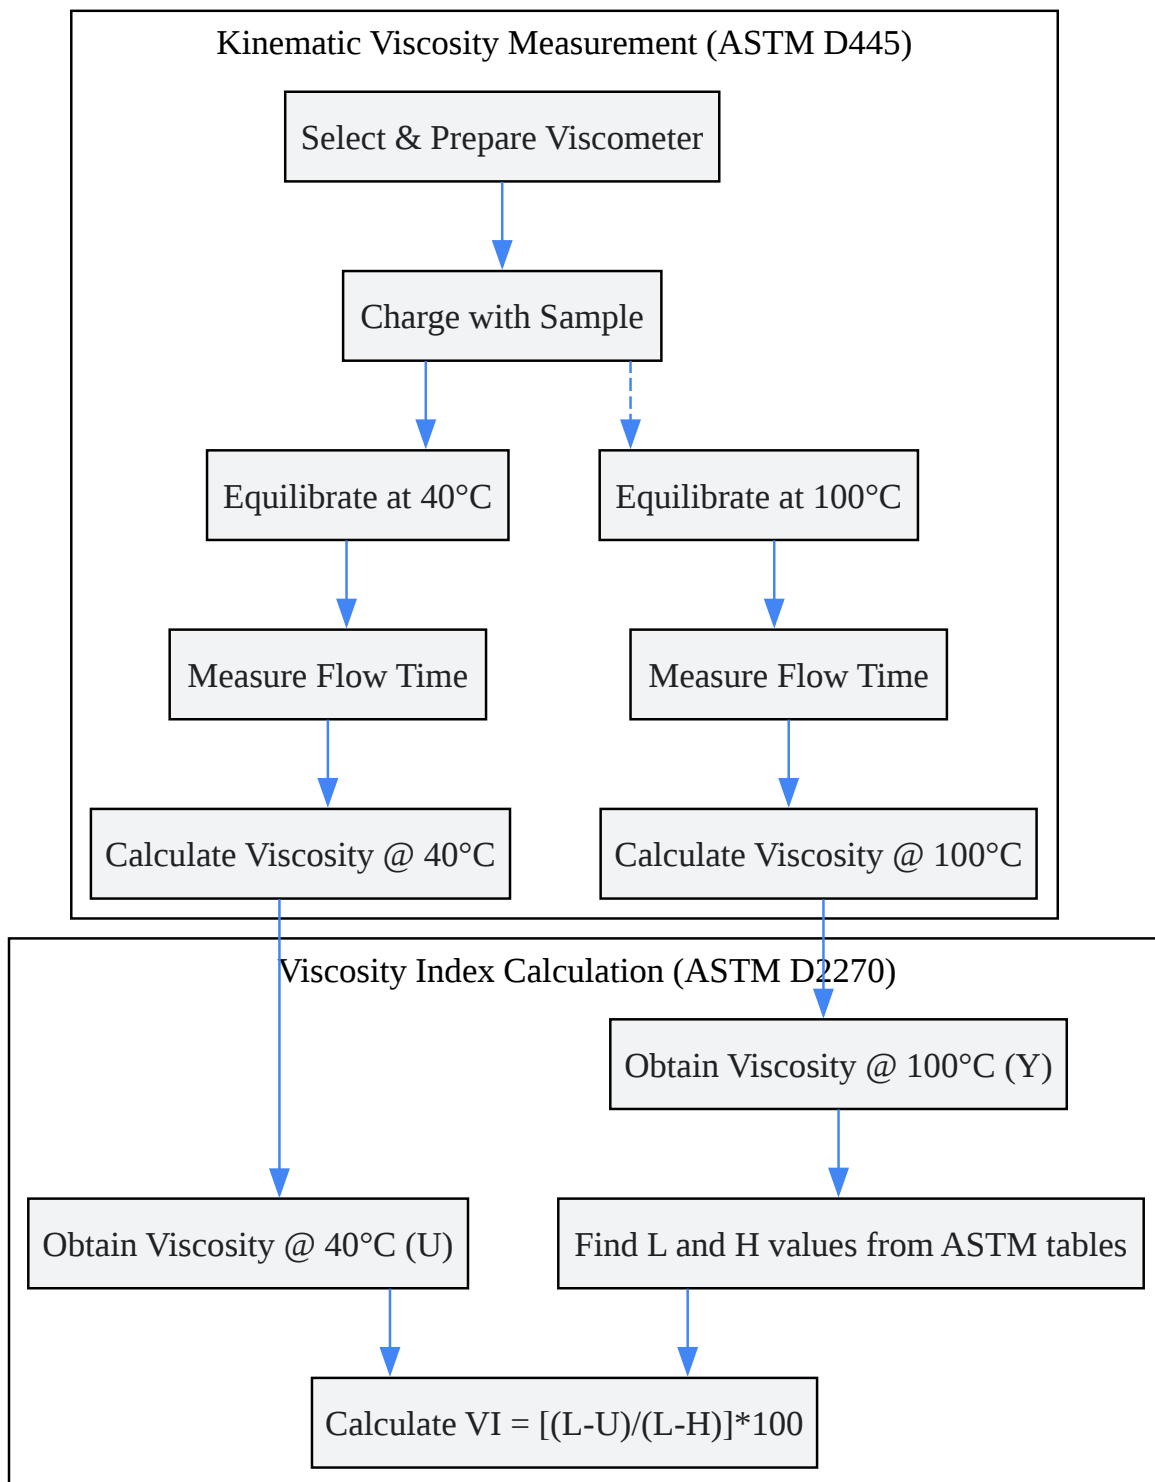 Kinematic Viscosity Measurement (ASTM D445)
Select & Prepare Viscometer
Charge with Sample
Equilibrate at 40°C
Equilibrate at 100°C
Measure Flow Time
Measure Flow Time
Calculate Viscosity @ 40°C
Calculate Viscosity @ 100°C
Viscosity Index Calculation (ASTM D2270)
Obtain Viscosity @ 100°C (Y)
Obtain Viscosity @ 40°C (U)
Find L and H values from ASTM tables
Calculate VI = [(L-U)/(L-H)]*100